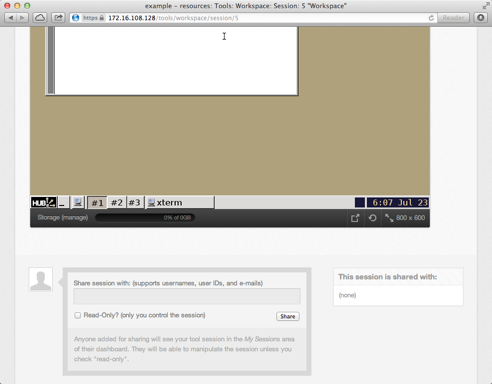 example - resources: Tools: Workspace: Session: 5 "Workspace"
https 172.16.108.128/tools/workspace/session/5 Reader
HUB #1 #2 #3 xterm 6:07 Jul 23
Storage (manage) 0% of 0GB 800 x 600
Share session with: (supports usernames, user IDs, and e-mails)
Read-Only? (only you control the session) Share
Anyone added for sharing will see your tool session in the My Sessions area
of their dashboard. They will be able to manipulate the session unless you
check "read-only".
This session is shared with:
(none)